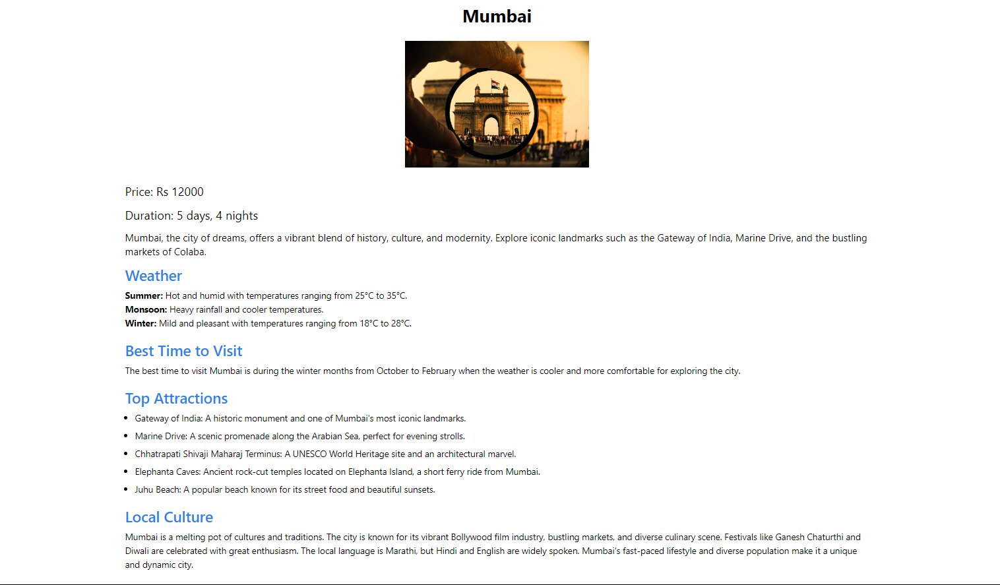 Mumbai
Price: Rs 12000
Duration: 5 days, 4 nights
Mumbai, the city of dreams, offers a vibrant blend of history, culture, and modernity. Explore iconic landmarks such as the Gateway of India, Marine Drive, and the bustling
markets of Colaba.
Weather
Summer: Hot and humid with temperatures ranging from 25°C to 35°C.
Monsoon: Heavy rainfall and cooler temperatures.
Winter: Mild and pleasant with temperatures ranging from 18°C to 28°C.
Best Time to Visit
The best time to visit Mumbai is during the winter months from October to February when the weather is cooler and more comfortable for exploring the city.
Top Attractions
• Gateway of India: A historic monument and one of Mumbai's most iconic landmarks.
• Marine Drive: A scenic promenade along the Arabian Sea, perfect for evening strolls.
• Chhatrapati Shivaji Maharaj Terminus: A UNESCO World Heritage site and an architectural marvel.
• Elephanta Caves: Ancient rock-cut temples located on Elephanta Island, a short ferry ride from Mumbai.
• Juhu Beach: A popular beach known for its street food and beautiful sunsets.
Local Culture
Mumbai is a melting pot of cultures and traditions. The city is known for its vibrant Bollywood film industry, bustling markets, and diverse culinary scene. Festivals like Ganesh Chaturthi and
Diwali are celebrated with great enthusiasm. The local language is Marathi, but Hindi and English are widely spoken. Mumbai's fast-paced lifestyle and diverse population make it a unique
and dynamic city.